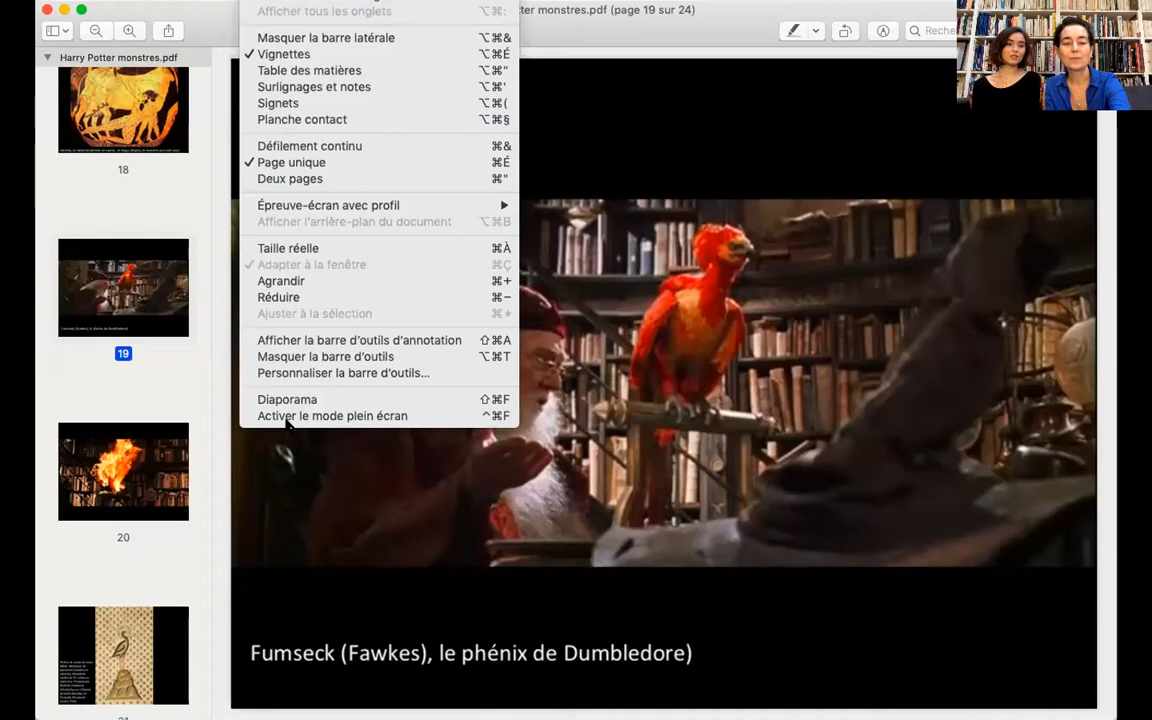 Afficher tous les onglets ⌥⌘:
tter monstres.pdf (page 19 sur 24)
Reche
Masquer la barre latérale ⌥⌘&
✓ Vignettes ⌥⌘É
Table des matières ⌥⌘"
Surlignages et notes ⌥⌘'
Signets ⌥⌘(
Planche contact ⌥⌘§
Défilement continu ⌘&
✓ Page unique ⌘É
Deux pages ⌘"
Épreuve-écran avec profil
Afficher l'arrière-plan du document ⌥⌘B
Taille réelle ⌘À
✓ Adapter à la fenêtre ⌘Ç
Agrandir ⌘+
Réduire ⌘−
Ajuster à la sélection ⌘*
Afficher la barre d'outils d'annotation ⇧⌘A
Masquer la barre d'outils ⌥⌘T
Personnaliser la barre d'outils...
Diaporama ⇧⌘F
Activer le mode plein écran ^⌘F
Harry Potter monstres.pdf
18
19
20
21
Fumseck (Fawkes), le phénix de Dumbledore)